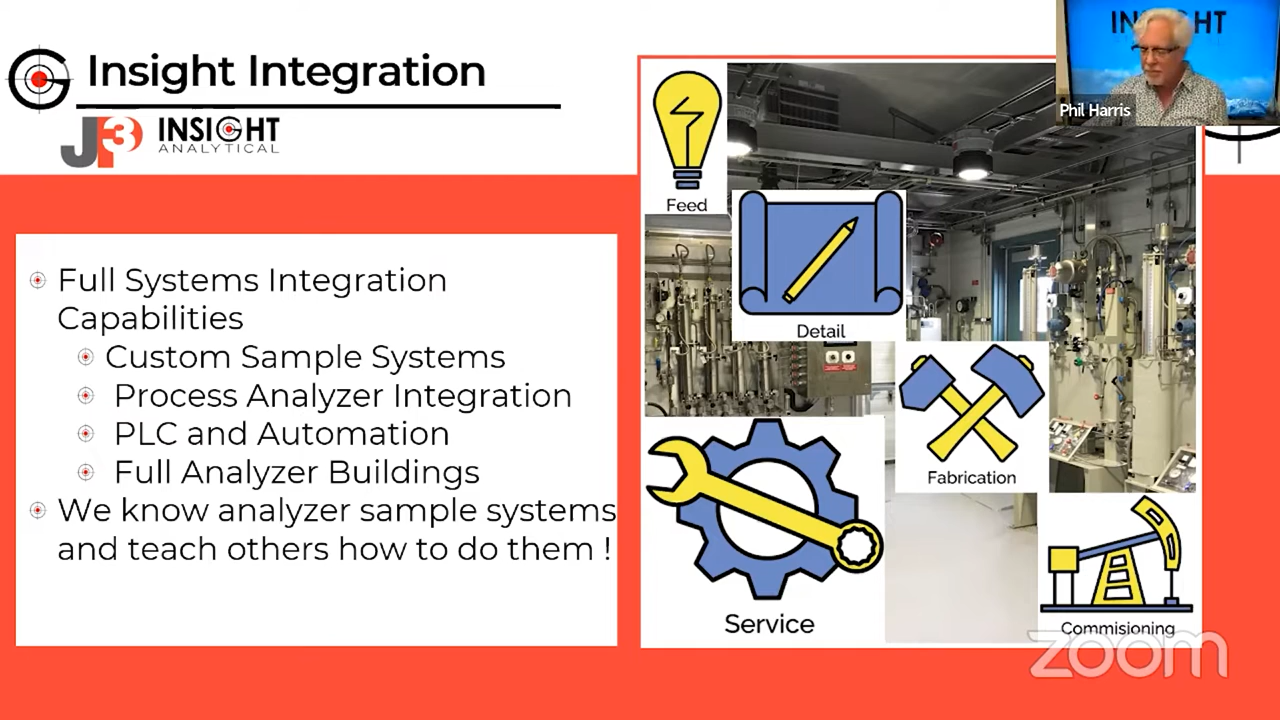 Insight Integration
JP3 INSIGHT
ANALYTICAL
INSIGHT
Phil Harris
Full Systems Integration
Capabilities
Custom Sample Systems
Process Analyzer Integration
PLC and Automation
Full Analyzer Buildings
We know analyzer sample systems
and teach others how to do them !
Feed
Detail
Fabrication
Service
Commisioning
zoom